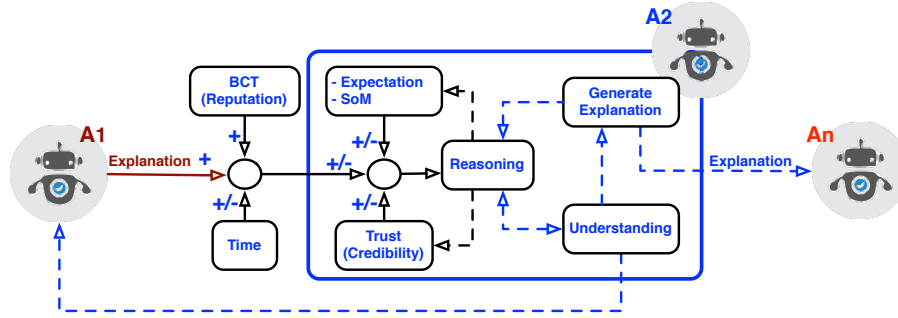 A2
A1
An
BCT
(Reputation)
- Expectation
- SoM
Generate
Explanation
+
+/-
Explanation
+
+/-
Reasoning
Explanation
+/-
+/-
Time
Trust
(Credibility)
Understanding